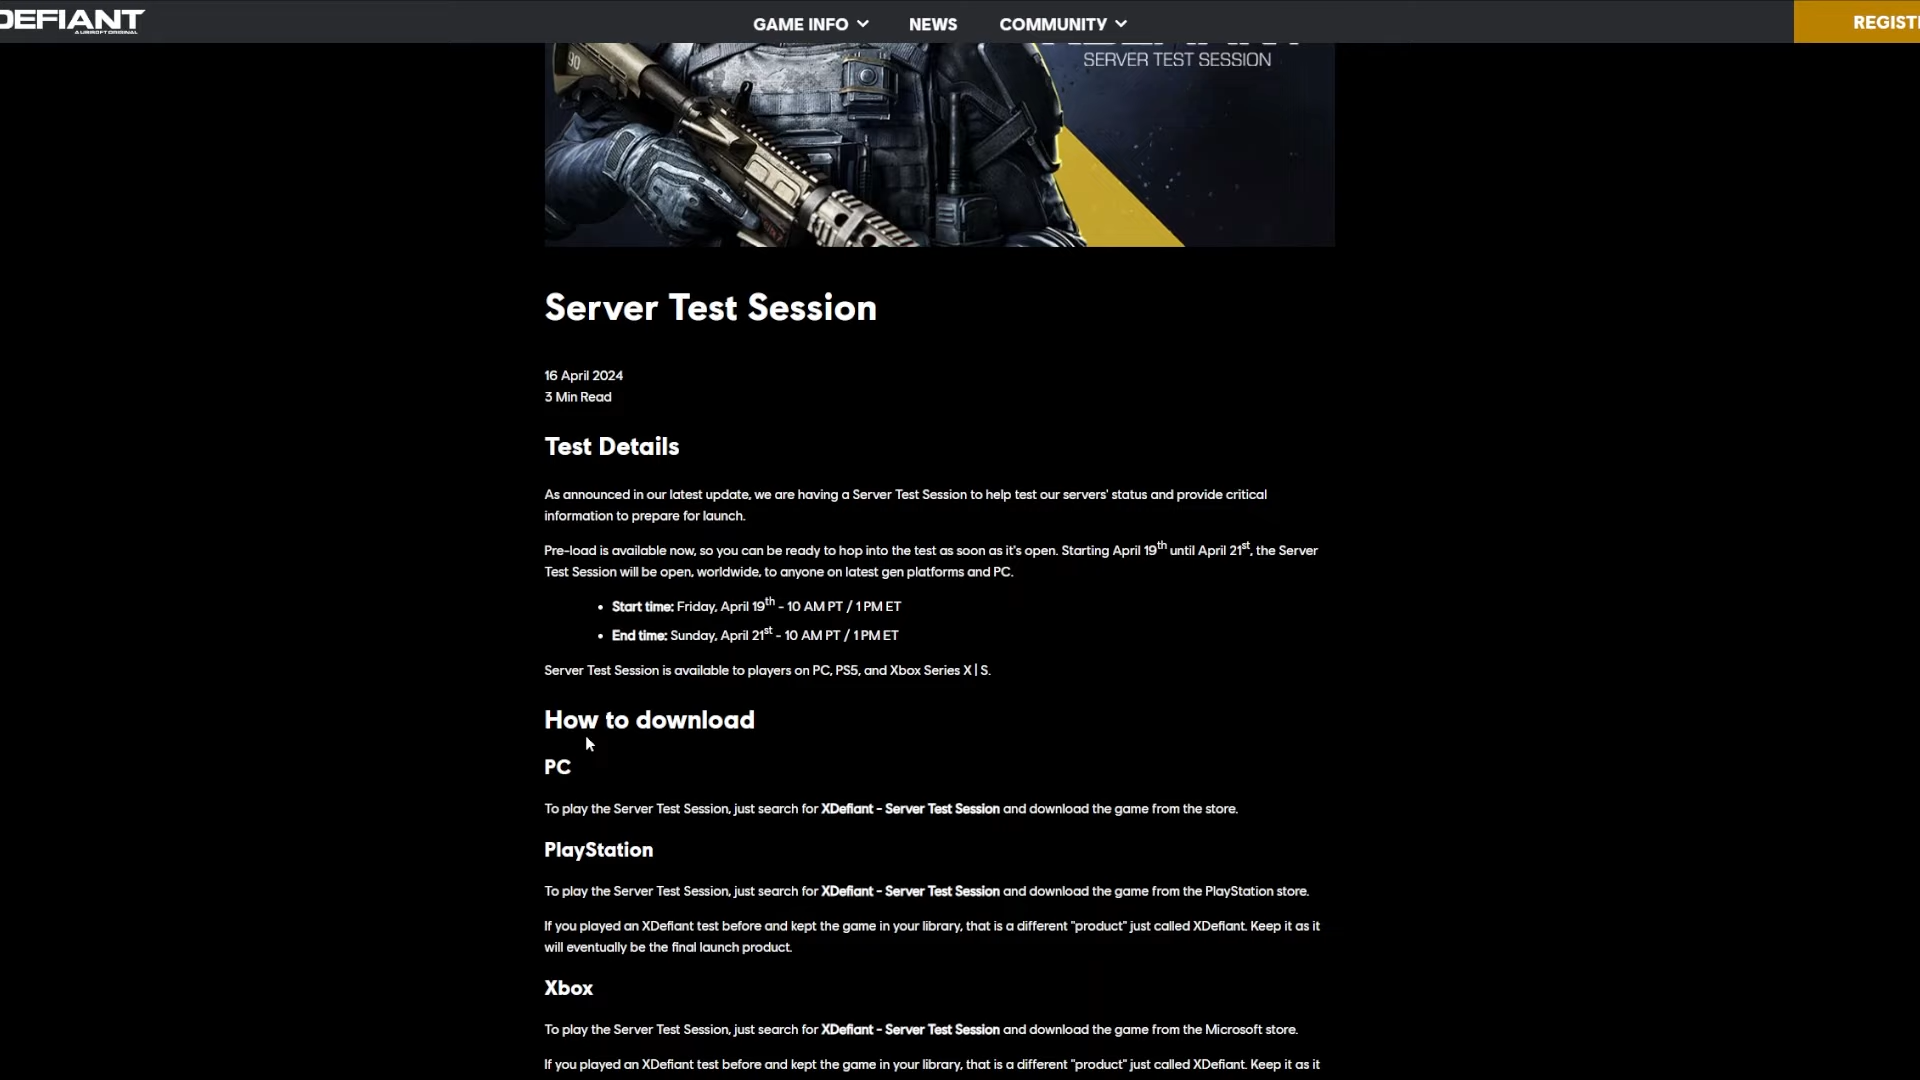 DEFIANT
A UBISOFT ORIGINAL
GAME INFO
NEWS
COMMUNITY
REGISTE
90
SERVER TEST SESSION
Server Test Session
16 April 2024
3 Min Read
Test Details
As announced in our latest update, we are having a Server Test Session to help test our servers' status and provide critical
information to prepare for launch.
Pre-load is available now, so you can be ready to hop into the test as soon as it's open. Starting April 19th until April 21st, the Server
Test Session will be open, worldwide, to anyone on latest gen platforms and PC.
• Start time: Friday, April 19th - 10 AM PT / 1 PM ET
• End time: Sunday, April 21st - 10 AM PT / 1 PM ET
Server Test Session is available to players on PC, PS5, and Xbox Series X | S.
How to download
PC
To play the Server Test Session, just search for XDefiant - Server Test Session and download the game from the store.
PlayStation
To play the Server Test Session, just search for XDefiant - Server Test Session and download the game from the PlayStation store.
If you played an XDefiant test before and kept the game in your library, that is a different "product" just called XDefiant. Keep it as it
will eventually be the final launch product.
Xbox
To play the Server Test Session, just search for XDefiant - Server Test Session and download the game from the Microsoft store.
If you played an XDefiant test before and kept the game in your library, that is a different "product" just called XDefiant. Keep it as it